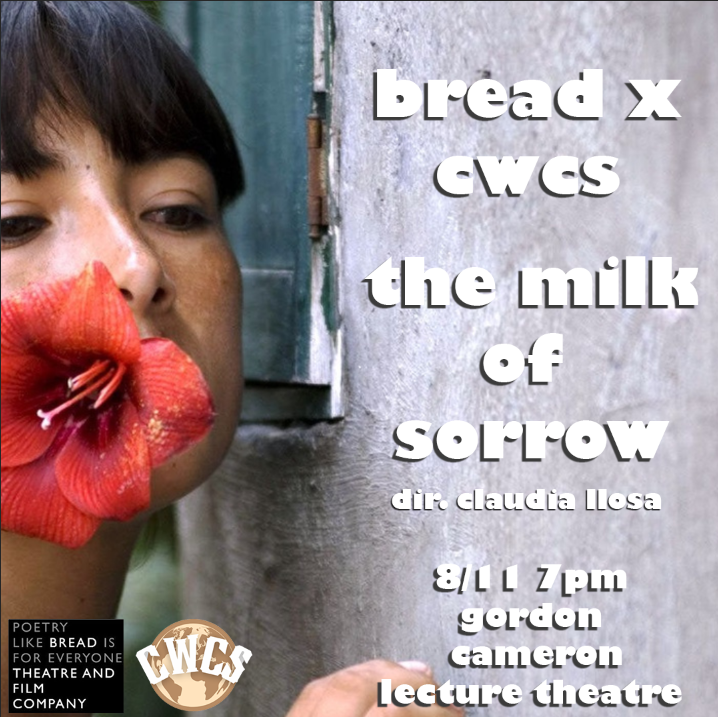 bread x
cwcs
the milk
of
sorrow
dir. claudia llosa
8/11 7pm
gordon
cameron
lecture theatre
POETRY
LIKE BREAD IS
FOR EVERYONE
THEATRE AND
FILM
COMPANY
CWCS